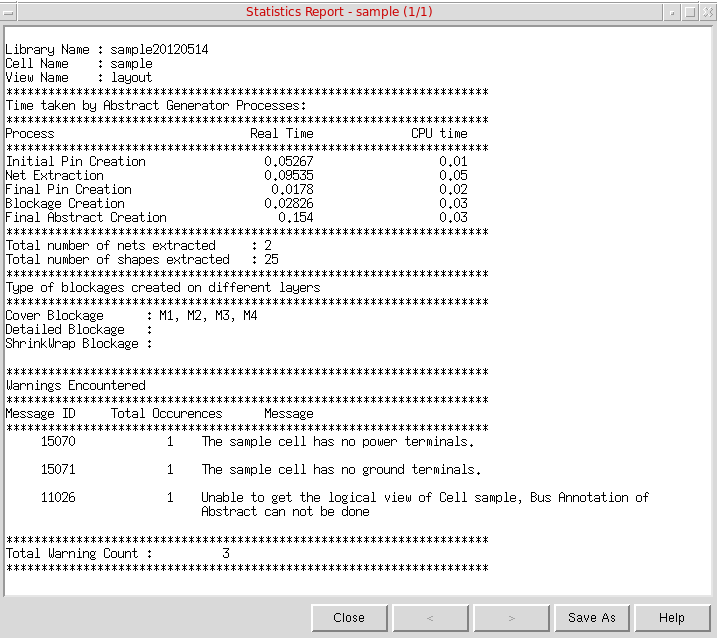 Statistics Report - sample (1/1)
Library Name : sample20120514
Cell Name    : sample
View Name    : layout
*********************************************************************
Time taken by Abstract Generator Processes:
*********************************************************************
Process                            Real Time              CPU time
*********************************************************************
Initial Pin Creation                 0.05267                  0.01
Net Extraction                       0.09535                  0.05
Final Pin Creation                    0.0178                  0.02
Blockage Creation                    0.02826                  0.03
Final Abstract Creation                0.154                  0.03
*********************************************************************
Total number of nets extracted     : 2
Total number of shapes extracted   : 25
*********************************************************************
Type of blockages created on different layers
*********************************************************************
Cover Blockage      : M1, M2, M3, M4
Detailed Blockage   :
ShrinkWrap Blockage :
*********************************************************************
Warnings Encountered
*********************************************************************
Message ID     Total Occurences      Message
*********************************************************************
     15070             1    The sample cell has no power terminals.
     15071             1    The sample cell has no ground terminals.
     11026             1    Unable to get the logical view of Cell sample, Bus Annotation of
                            Abstract can not be done
*********************************************************************
Total Warning Count :          3
*********************************************************************
Close < > Save As Help